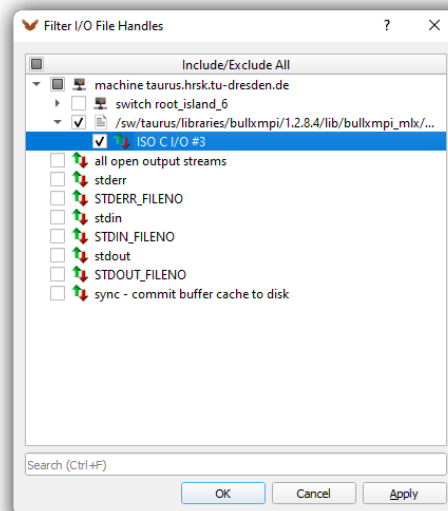 Filter I/O File Handles
Include/Exclude All
machine taurus.hrsk.tu-dresden.de
switch root_island_6
/sw/taurus/libraries/bullxmpi/1.2.8.4/lib/bullxmpi_mlx/...
ISO C I/O #3
all open output streams
stderr
STDERR_FILENO
stdin
STDIN_FILENO
stdout
STDOUT_FILENO
sync - commit buffer cache to disk
Search (Ctrl+F)
OK Cancel Apply